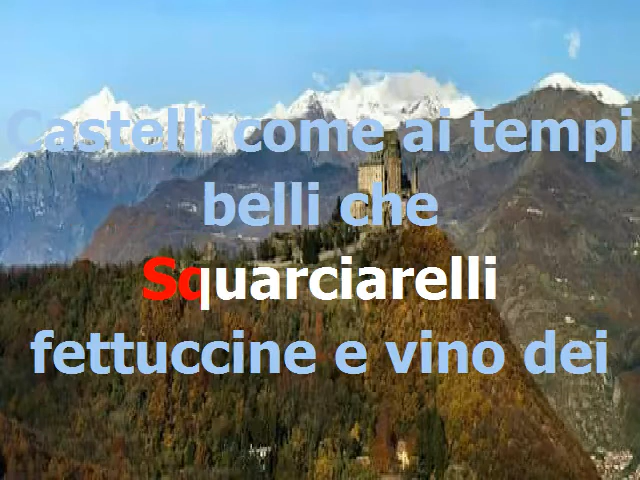 Castelli come ai tempi
belli che
Squarciarelli
fettuccine e vino dei